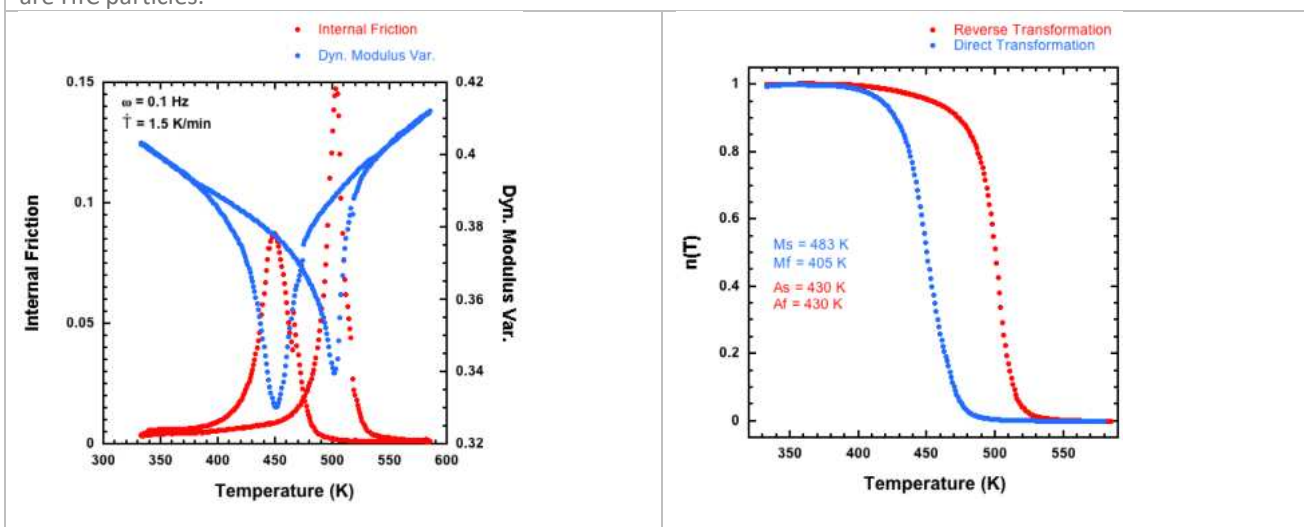 are HfC particles.
Internal Friction
Dyn. Modulus Var.
0.15
0.42
ω = 0.1 Hz
Ṫ = 1.5 K/min
0.4
0.1
0.38
Internal Friction
Dyn. Modulus Var.
0.36
0.05
0.34
0
0.32
300
350
400
450
500
550
600
Temperature (K)
Reverse Transformation
Direct Transformation
1
0.8
0.6
n(T)
Ms = 483 K
Mf = 405 K
0.4
As = 430 K
Af = 430 K
0.2
0
350
400
450
500
550
Temperature (K)